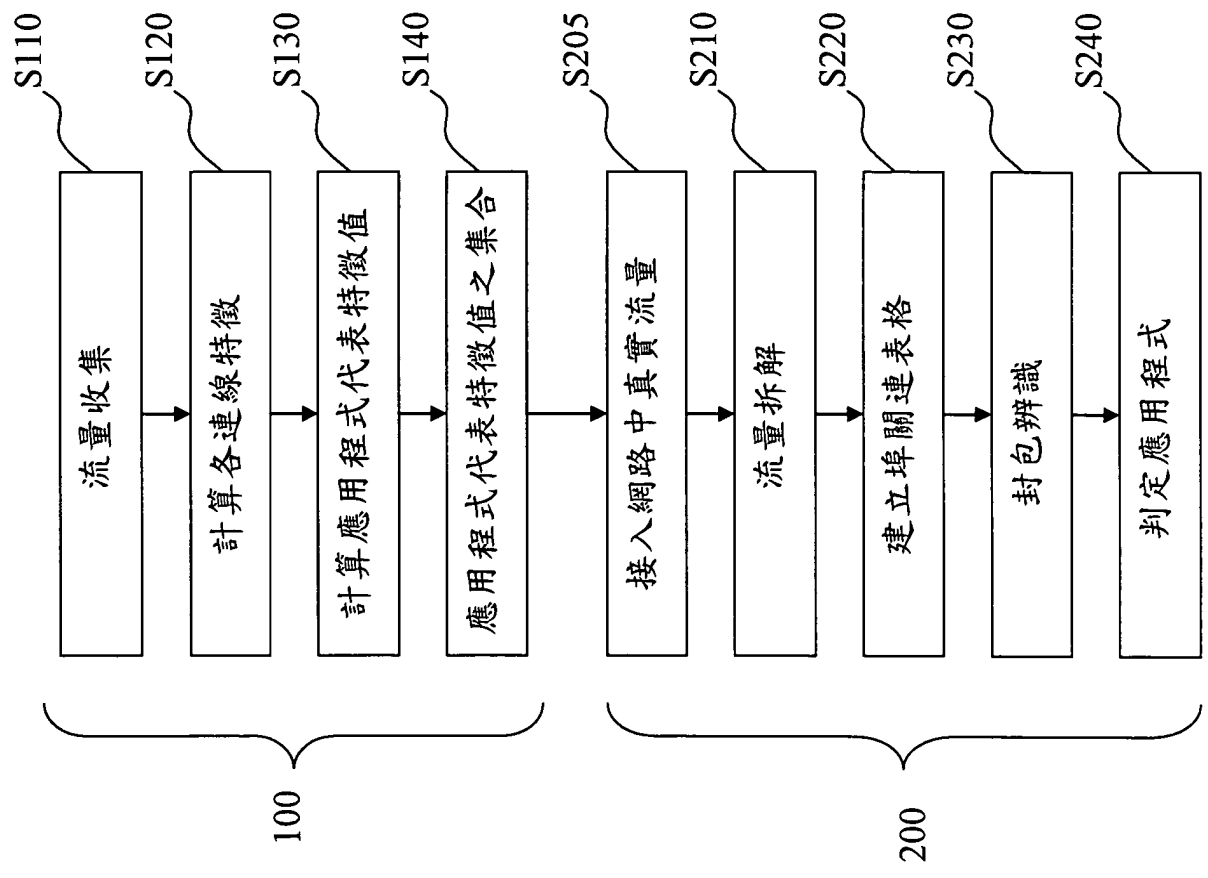 流量收集
S110
計算各連線特徵
S120
計算應用程式代表特徵值
S130
應用程式代表特徵值之集合
S140
100
接入網路中真實流量
S205
流量拆解
S210
建立埠關連表格
S220
封包辨識
S230
判定應用程式
S240
200